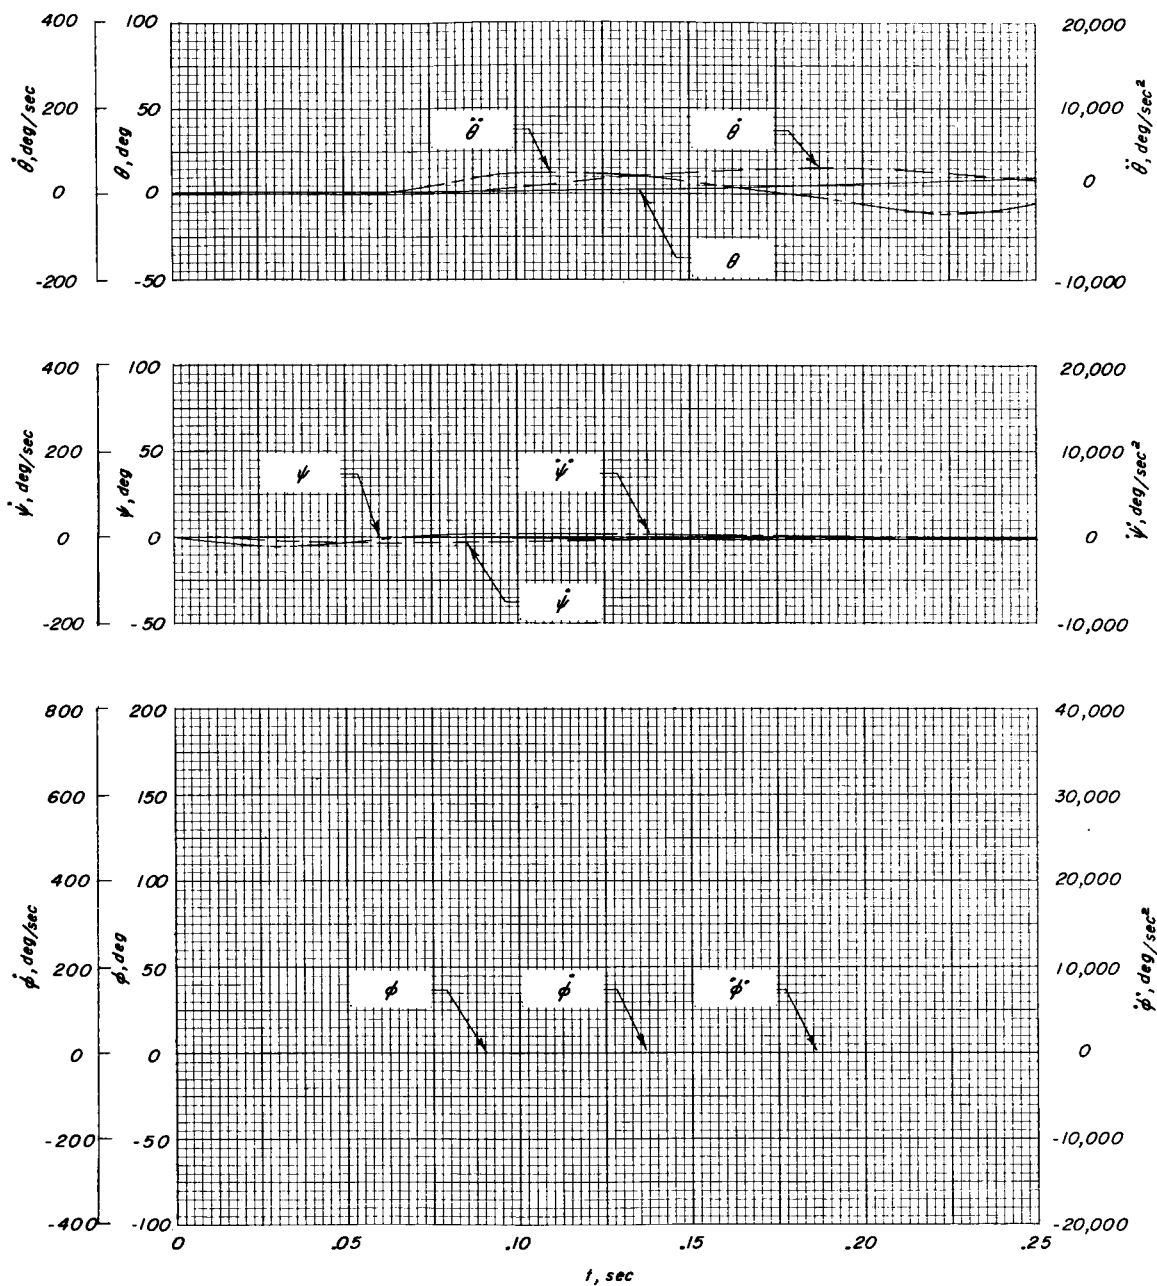 400 100 20,000
200 50 10,000
θ̈ θ̇
θ̇, deg/sec θ, deg θ̈, deg/sec²
0 0 0
θ
-200 -50 -10,000
400 100 20,000
200 50 10,000
ψ ψ̈
ψ̇, deg/sec ψ, deg ψ̈, deg/sec²
0 0 0
ψ̇
-200 -50 -10,000
800 200 40,000
600 150 30,000
400 100 20,000
φ̇, deg/sec φ, deg φ̈, deg/sec²
200 50 10,000
φ φ̇ φ̈
0 0 0
-200 -50 -10,000
-400 -100 -20,000
0 .05 .10 .15 .20 .25
t, sec